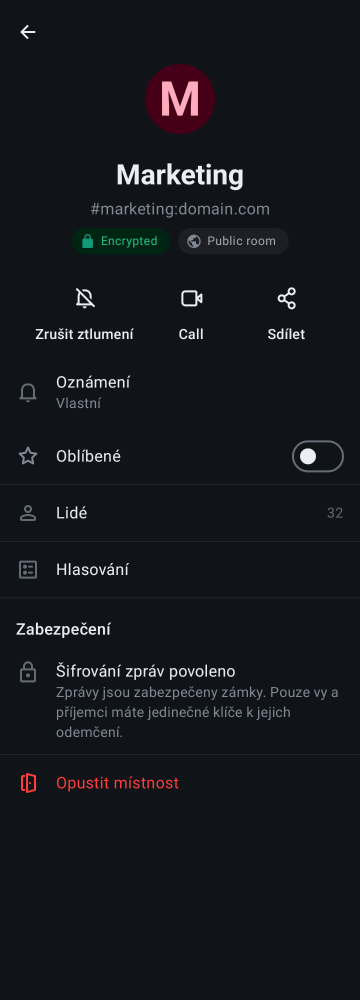 M
Marketing
#marketing:domain.com
Encrypted
Public room
Zrušit ztlumení
Call
Sdílet
Oznámení
Vlastní
Oblíbené
Lidé
32
Hlasování
Zabezpečení
Šifrování zpráv povoleno
Zprávy jsou zabezpečeny zámky. Pouze vy a
příjemci máte jedinečné klíče k jejich
odemčení.
Opustit místnost